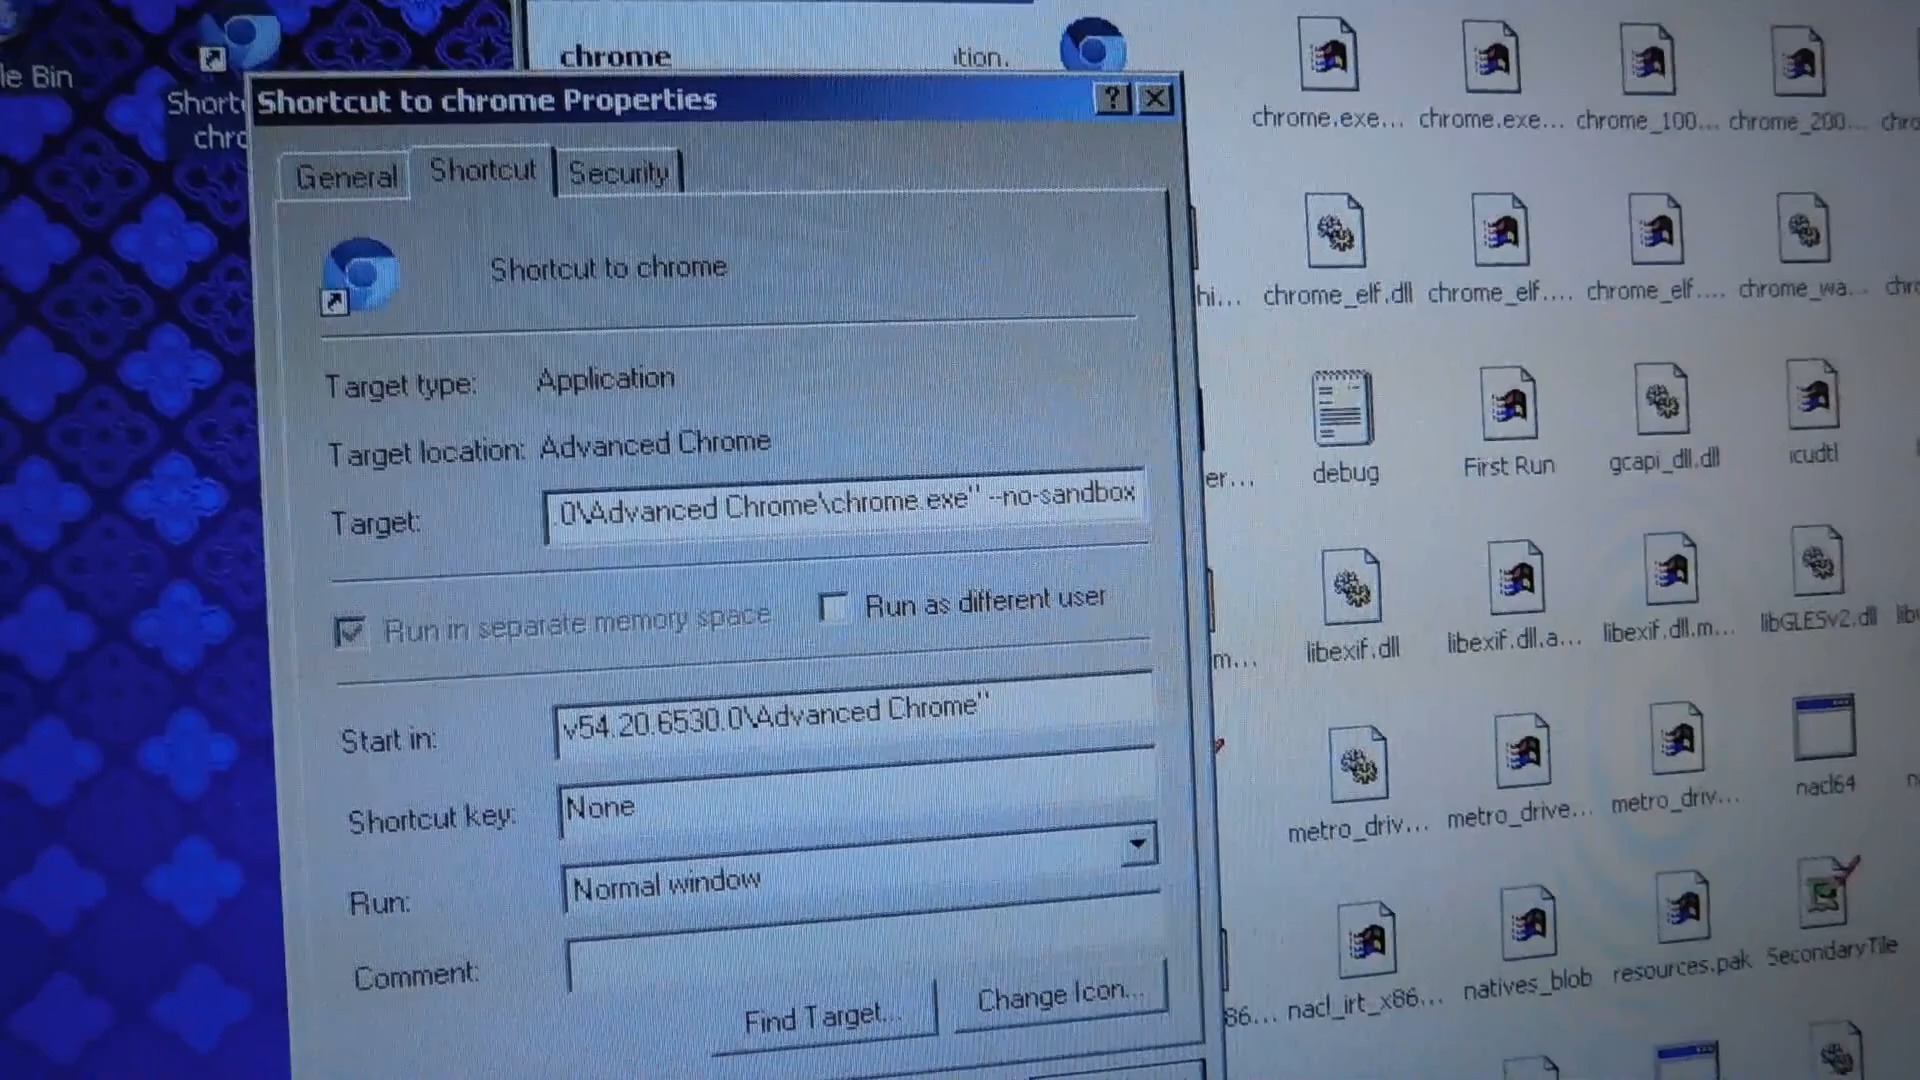 le Bin
chrome
ition.
Shortcut to chrome Properties
General
Shortcut
Security
Shortcut to chrome
Target type: Application
Target location: Advanced Chrome
Target: .0\Advanced Chrome\chrome.exe" --no-sandbox
Run in separate memory space
Run as different user
Start in: v54.20.6530.0\Advanced Chrome"
Shortcut key: None
Run: Normal window
Comment:
Find Target...
Change Icon...
chrome.exe... chrome.exe... chrome_100... chrome_200...
hi... chrome_elf.dll chrome_elf.... chrome_elf.... chrome_wa...
er... debug First Run gcapi_dll.dll icudtl
m... libexif.dll libexif.dll.a... libexif.dll.m... libGLESv2.dll
metro_driv... metro_drive... metro_driv... nacl64
86... nacl_irt_x86... natives_blob resources.pak SecondaryTile